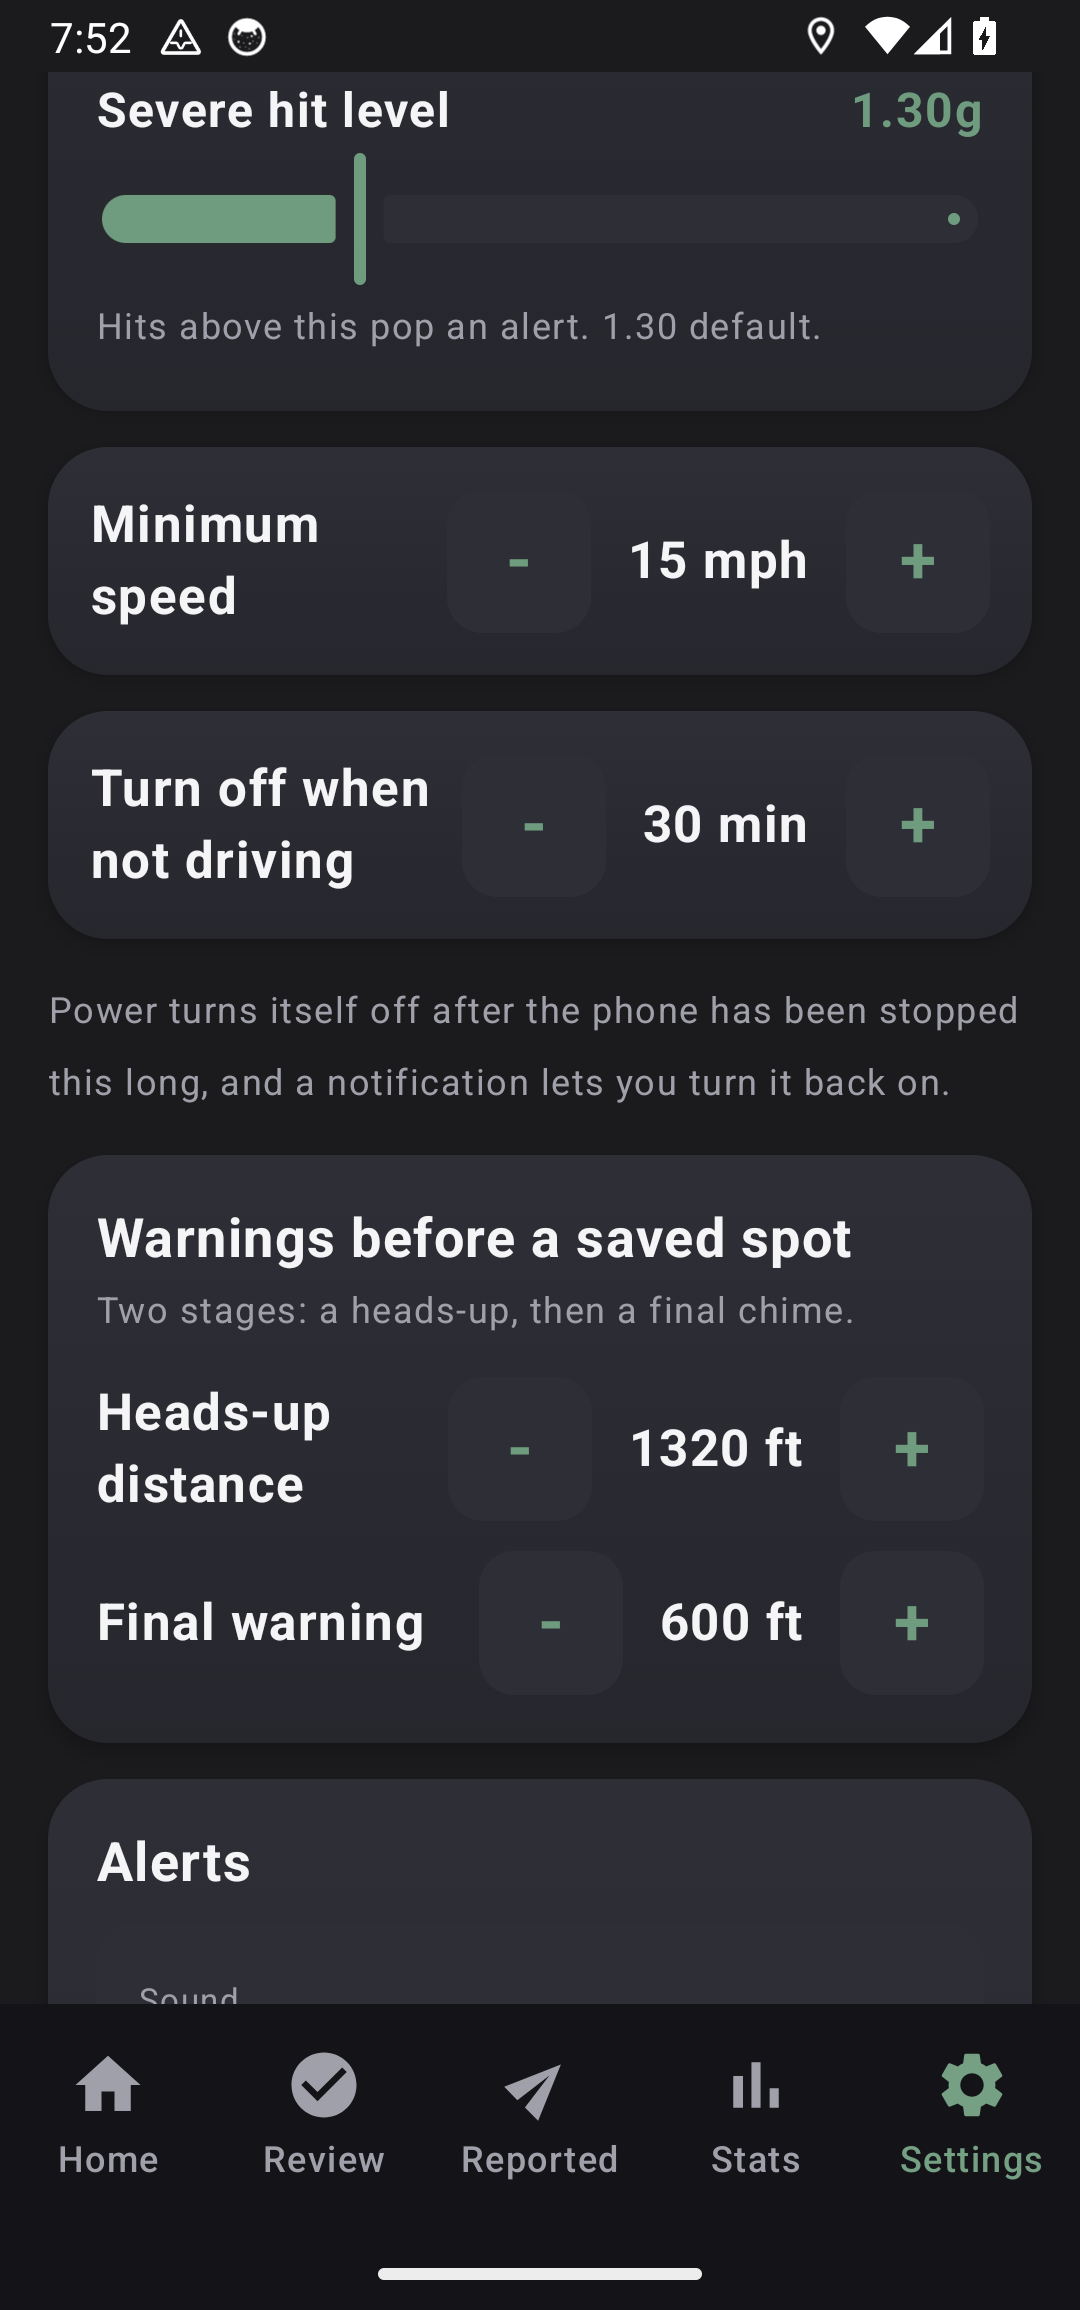 7:52
Severe hit level 1.30g
Hits above this pop an alert. 1.30 default.
Minimum
speed
- 15 mph +
Turn off when
not driving
- 30 min +
Power turns itself off after the phone has been stopped
this long, and a notification lets you turn it back on.
Warnings before a saved spot
Two stages: a heads-up, then a final chime.
Heads-up
distance
- 1320 ft +
Final warning - 600 ft +
Alerts
Sound
Home Review Reported Stats Settings